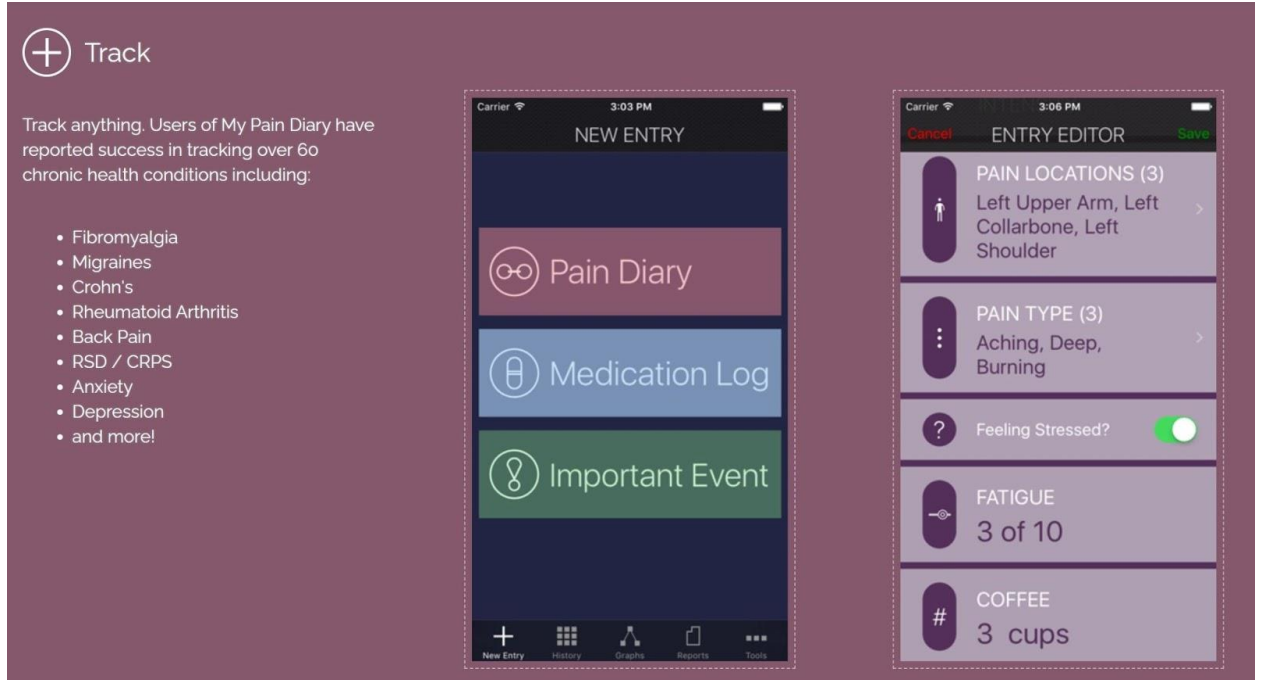 Track
Track anything. Users of My Pain Diary have
reported success in tracking over 60
chronic health conditions including:
• Fibromyalgia
• Migraines
• Crohn's
• Rheumatoid Arthritis
• Back Pain
• RSD / CRPS
• Anxiety
• Depression
• and more!
Carrier 3:03 PM
NEW ENTRY
Pain Diary
Medication Log
Important Event
New Entry History Graphs Reports Tools
Carrier 3:06 PM
Cancel ENTRY EDITOR Save
PAIN LOCATIONS (3)
Left Upper Arm, Left
Collarbone, Left
Shoulder
PAIN TYPE (3)
Aching, Deep,
Burning
? Feeling Stressed?
FATIGUE
3 of 10
# COFFEE
3 cups